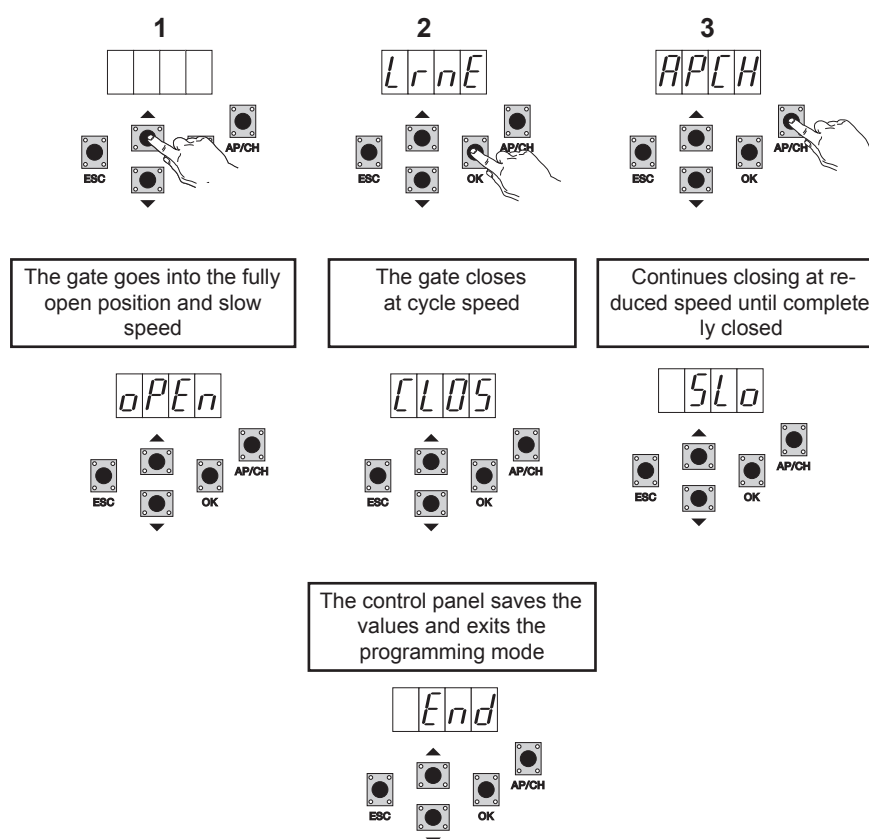 1
2
3
LrnE
APCH
AP/CH
ESC
AP/CH
ESC
OK
AP/CH
ESC
OK
The gate goes into the fully
open position and slow
speed
The gate closes
at cycle speed
Continues closing at re-
duced speed until complete
ly closed
oPEn
CLOS
SLo
AP/CH
ESC
OK
AP/CH
ESC
OK
AP/CH
ESC
OK
The control panel saves the
values and exits the
programming mode
End
AP/CH
ESC
OK